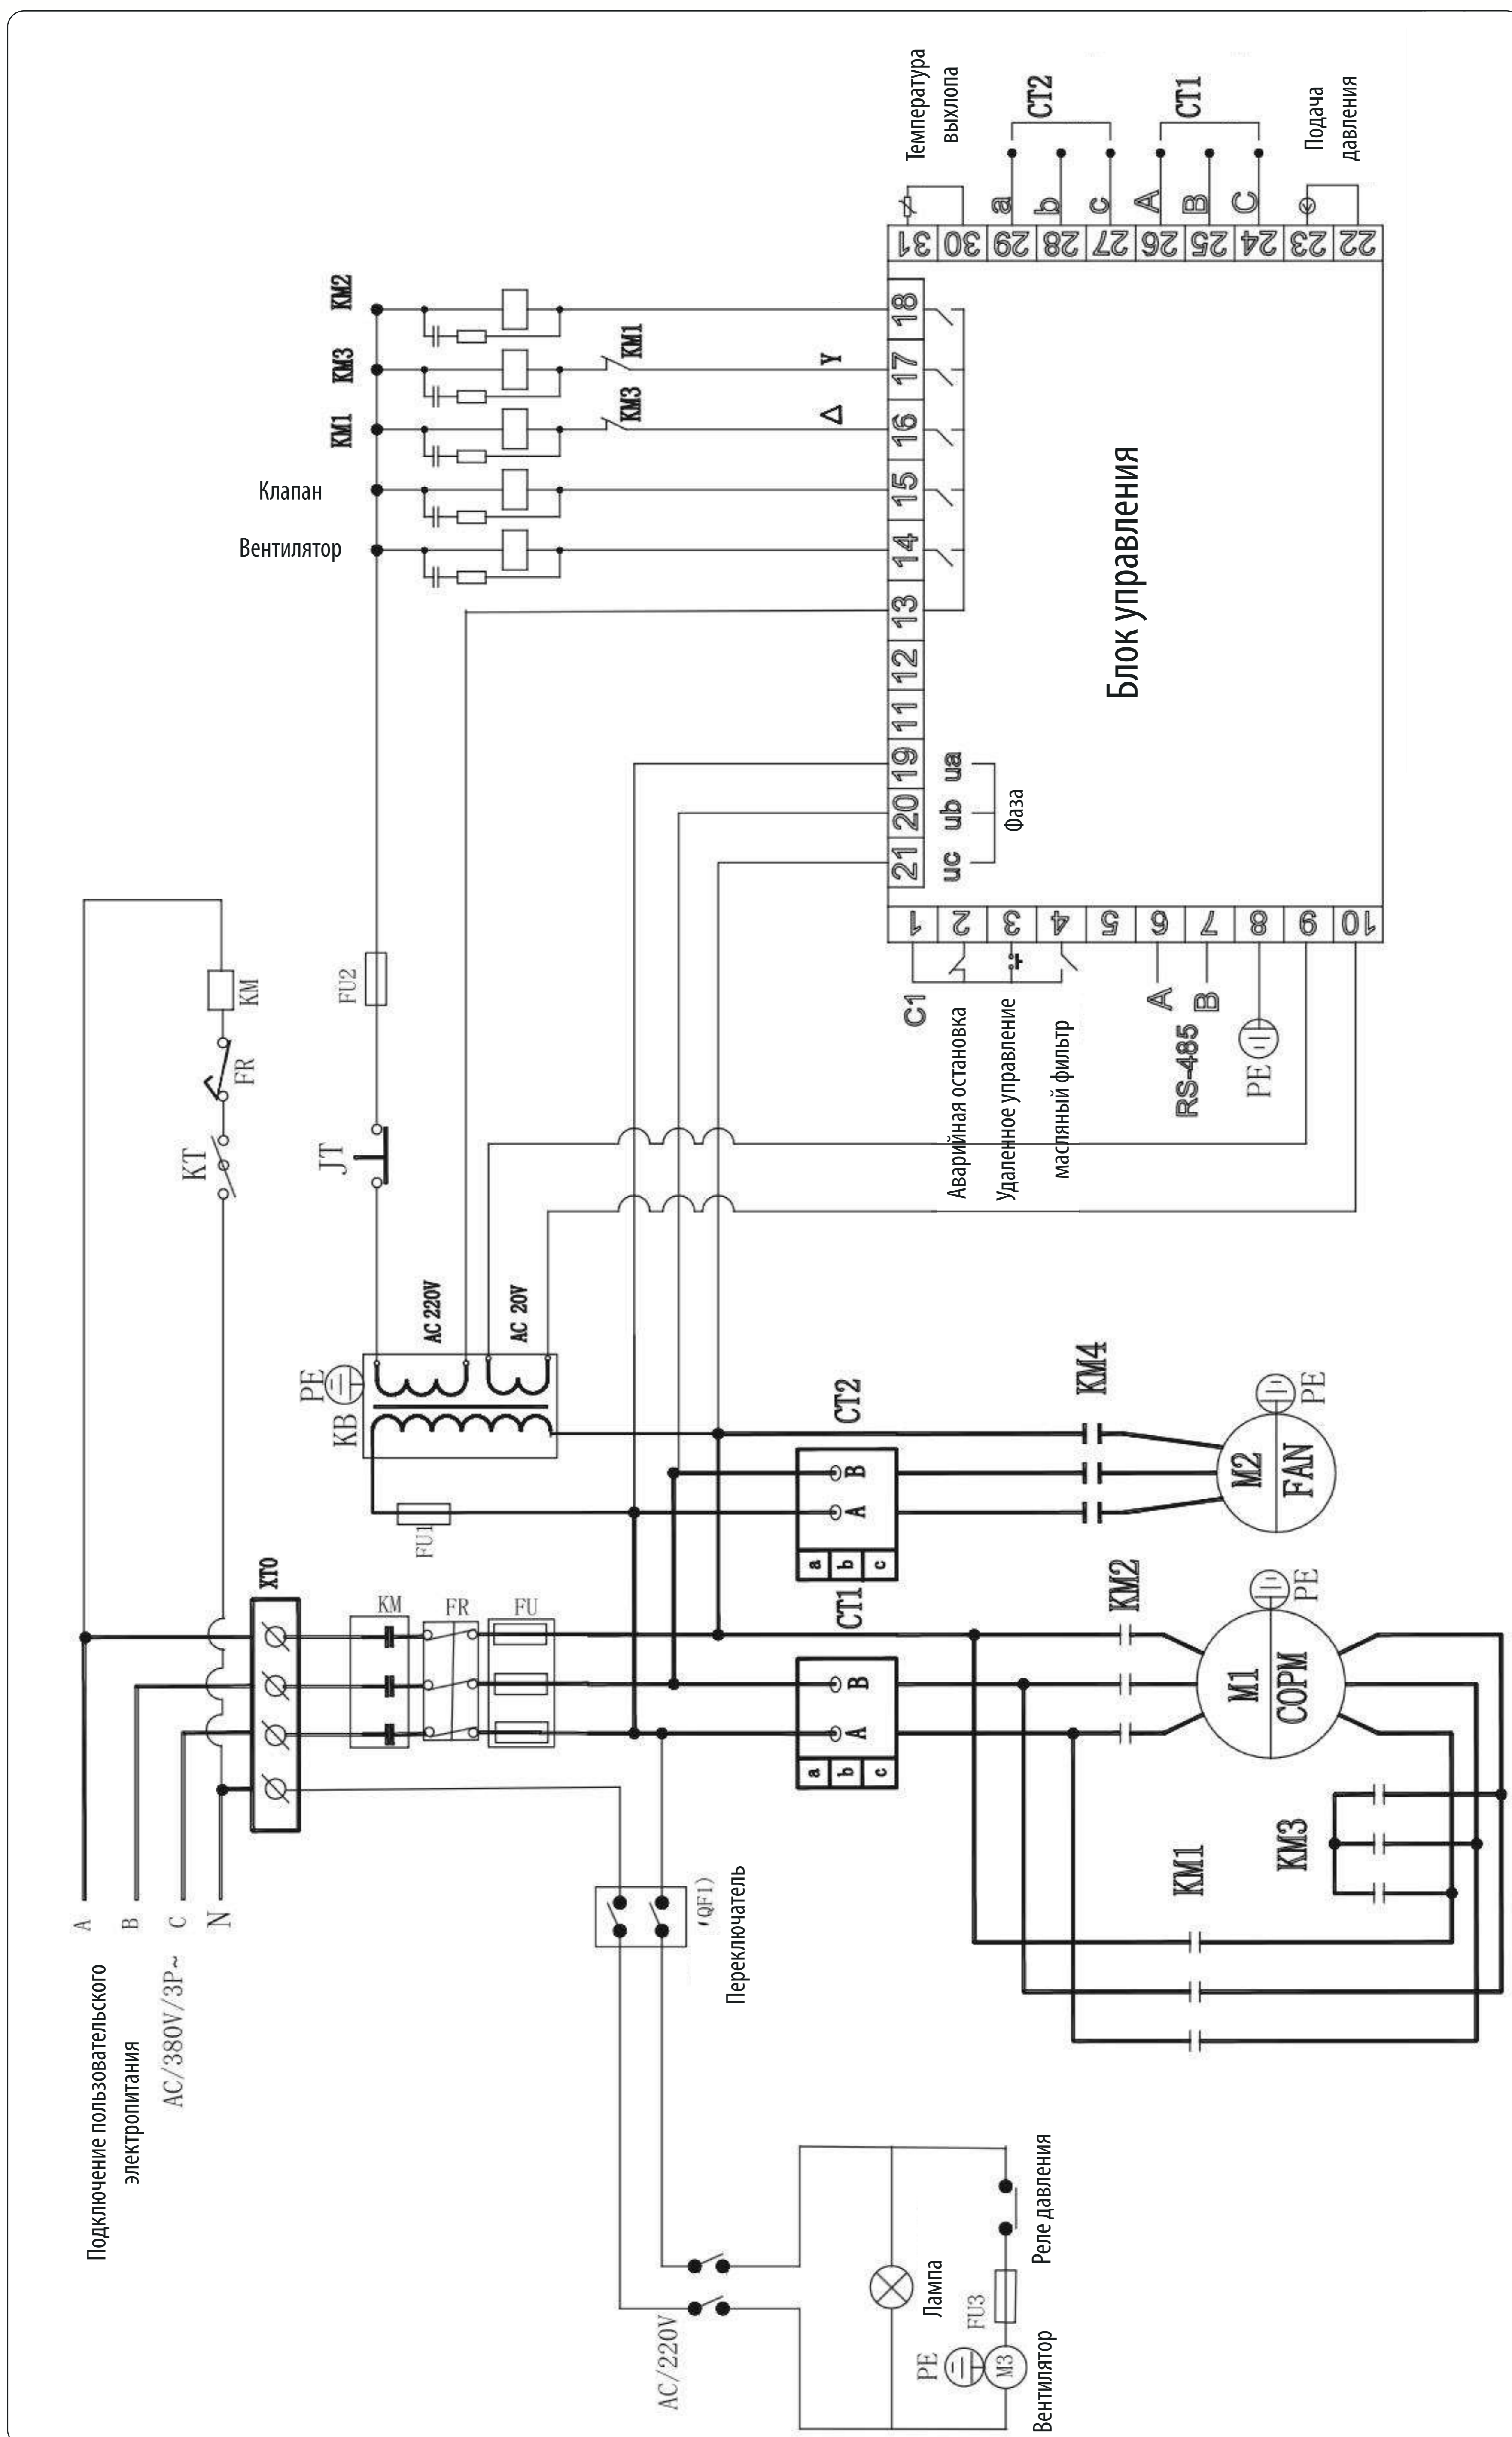 Подключение пользовательского
электропитания
AC/380V/3P~
A
B
C
N
XT0
KT
FR
KM
KM
FR
FU
PE
KB
FU1
AC 220V
AC 20V
JT
FU2
Вентилятор
Клапан
KM1
KM3
KM2
KM3
KM1
Δ
Y
(QF1)
Переключатель
AC/220V
Лампа
Реле давления
FU3
PE
M3
Вентилятор
CT2
A
B
a
b
c
CT1
A
B
a
b
c
KM4
M2
FAN
PE
KM2
M1
COPM
PE
KM1
KM3
21
20
19
11
12
13
14
15
16
17
18
uc
ub
ua
Фаза
Блок управления
1
2
3
4
5
6
7
8
9
10
C1
Аварийная остановка
Удаленное управление
масляный фильтр
A
B
RS-485
PE
31
30
29
28
27
26
25
24
23
22
a
b
c
A
B
C
Температура
выхлопа
CT2
CT1
Подача
давления